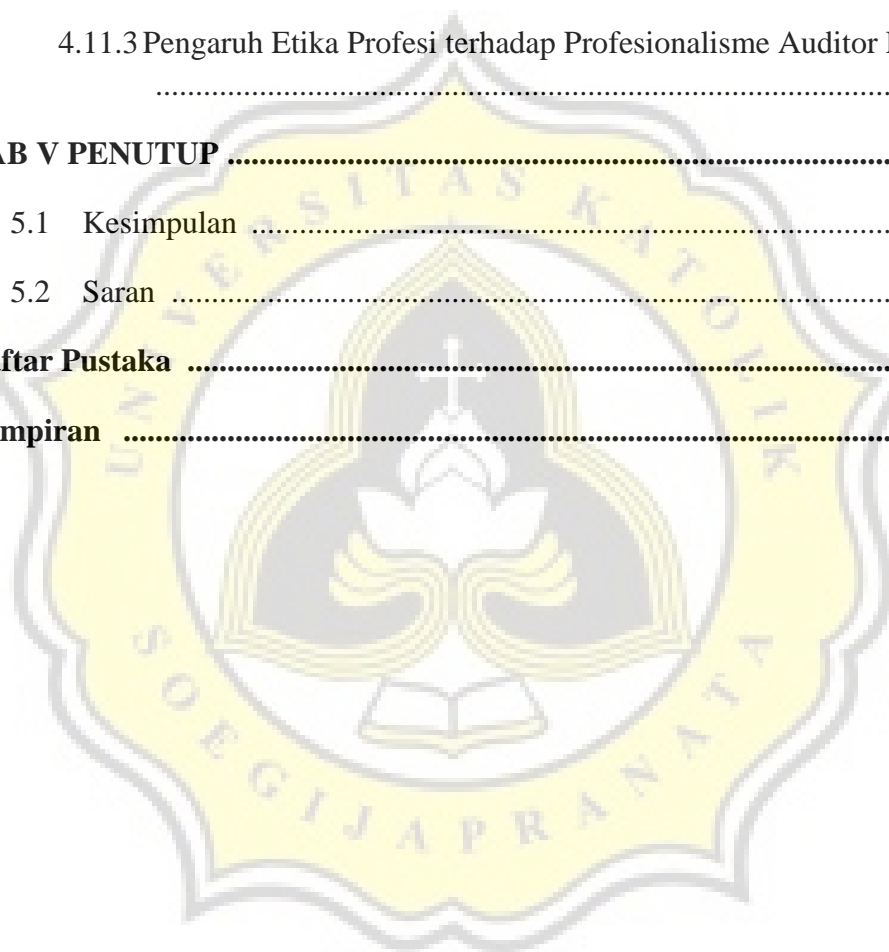 4.11.3 Pengaruh Etika Profesi terhadap Profesionalisme Auditor
................................................................................
AB V PENUTUP ................................................................................
5.1 Kesimpulan ................................................................................
5.2 Saran ................................................................................
ftar Pustaka ................................................................................
mpiran ................................................................................
UNIVERSITAS KATOLIK
SOEGIJAPRANATA